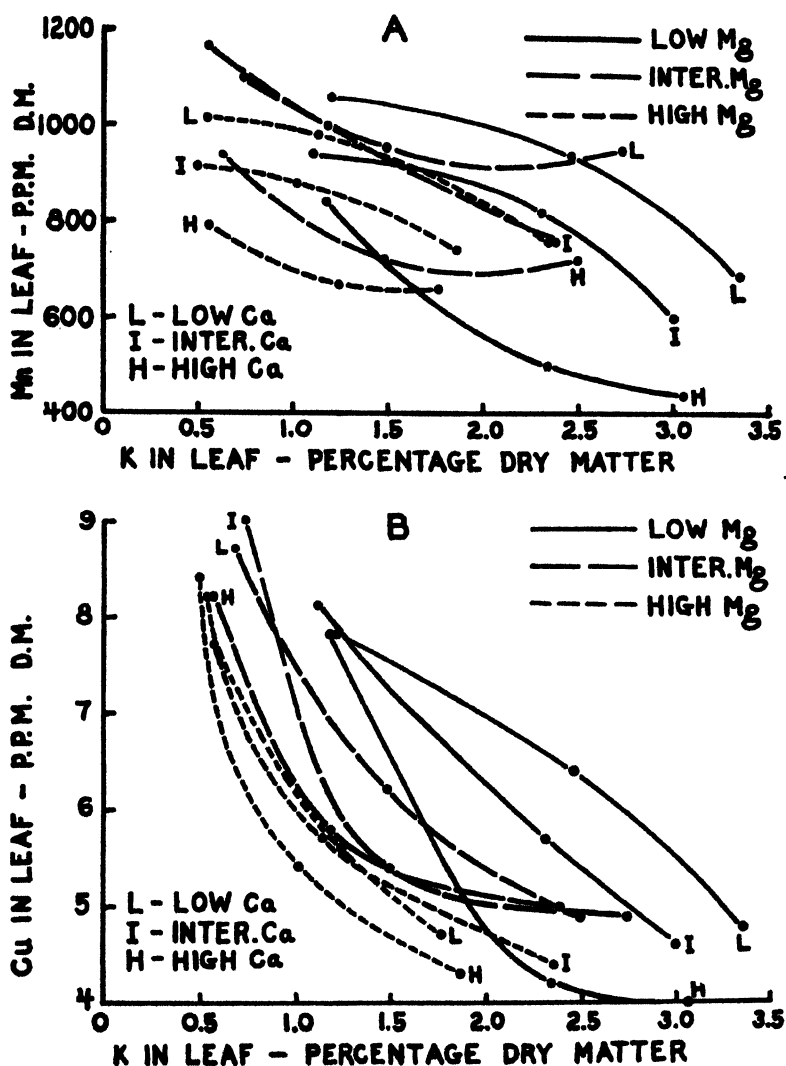 A
1200
1000
800
600
400
Mn IN LEAF - P.P.M. D.M.
LOW Mg
INTER.Mg
HIGH Mg
L
I
H
L
I
H
L
I
H
L - LOW Ca
I - INTER. Ca
H - HIGH Ca
0 0.5 1.0 1.5 2.0 2.5 3.0 3.5
K IN LEAF - PERCENTAGE DRY MATTER
B
9
8
7
6
5
4
Cu IN LEAF - P.P.M. D.M.
LOW Mg
INTER.Mg
HIGH Mg
I
L
H
L
I
H
L
I
H
L - LOW Ca
I - INTER.Ca
H - HIGH Ca
0 0.5 1.0 1.5 2.0 2.5 3.0 3.5
K IN LEAF - PERCENTAGE DRY MATTER